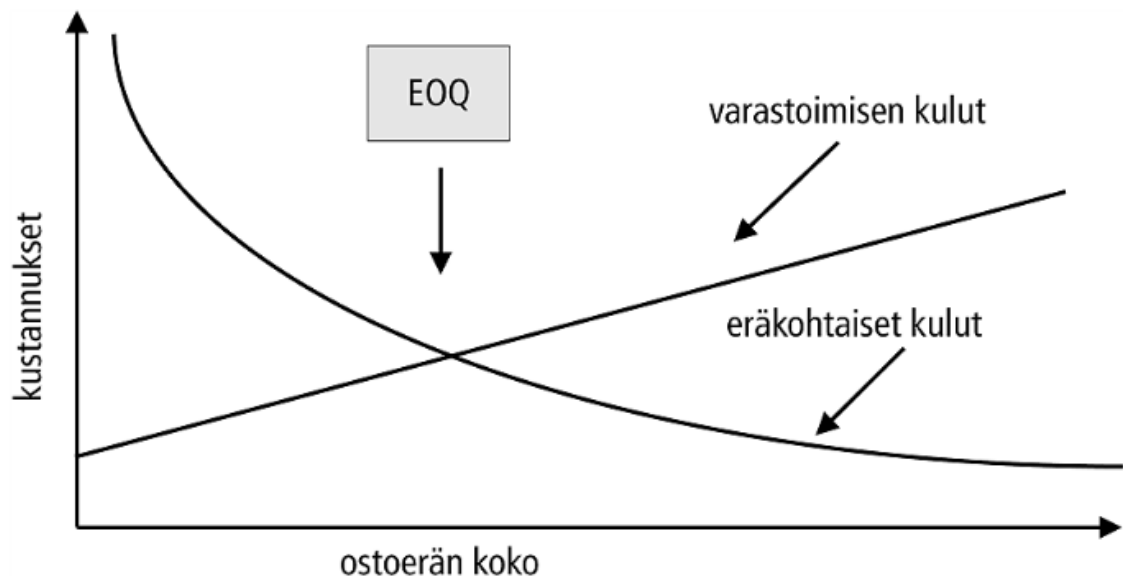 EOQ
varastoimisen kulut
eräkohtaiset kulut
kustannukset
ostoerän koko